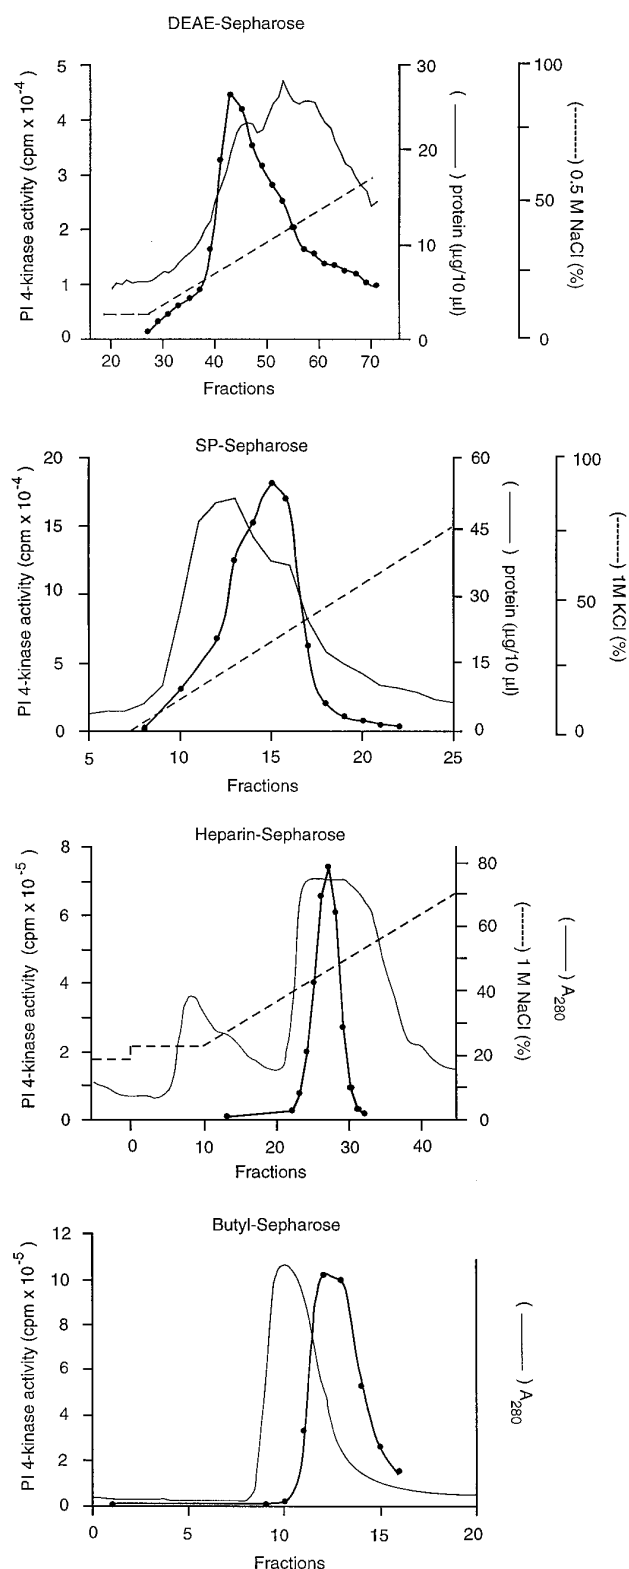 DEAE-Sepharose
PI 4-kinase activity (cpm x 10⁻⁴)
5
4
3
2
1
0
20 30 40 50 60 70
Fractions
30
20
10
0
( ) protein (µg/10 µl)
100
50
0
(------) 0.5 M NaCl (%)
SP-Sepharose
PI 4-kinase activity (cpm x 10⁻⁴)
20
15
10
5
0
5 10 15 20 25
Fractions
60
45
30
15
0
( ) protein (µg/10 µl)
100
50
0
(------) 1M KCl (%)
Heparin-Sepharose
PI 4-kinase activity (cpm x 10⁻⁵)
8
6
4
2
0
0 10 20 30 40
Fractions
80
60
40
20
0
(------) 1 M NaCl (%)
( ) A₂₈₀
Butyl-Sepharose
PI 4-kinase activity (cpm x 10⁻⁵)
12
10
8
6
4
2
0
0 5 10 15 20
Fractions
( ) A₂₈₀